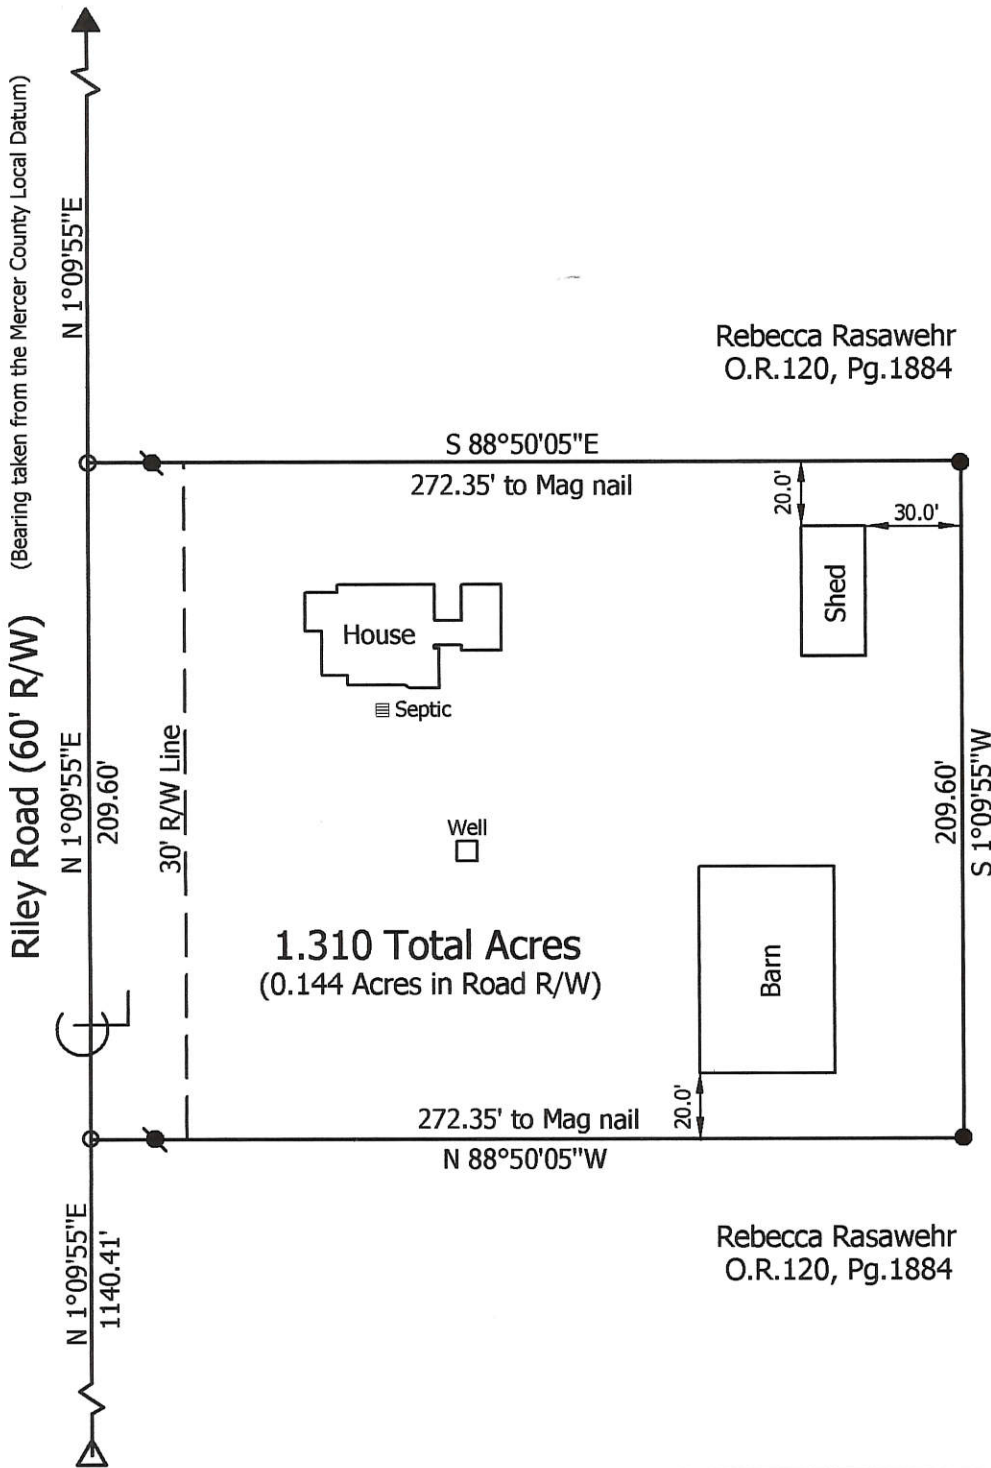 Riley Road (60' R/W)
(Bearing taken from the Mercer County Local Datum)
N 1°09'55"E
Rebecca Rasawehr
O.R.120, Pg.1884
S 88°50'05"E
272.35' to Mag nail
20.0'
30.0'
Shed
House
Septic
N 1°09'55"E
209.60'
30' R/W Line
Well
209.60'
S 1°09'55"W
1.310 Total Acres
(0.144 Acres in Road R/W)
Barn
20.0'
272.35' to Mag nail
N 88°50'05"W
N 1°09'55"E
1140.41'
Rebecca Rasawehr
O.R.120, Pg.1884